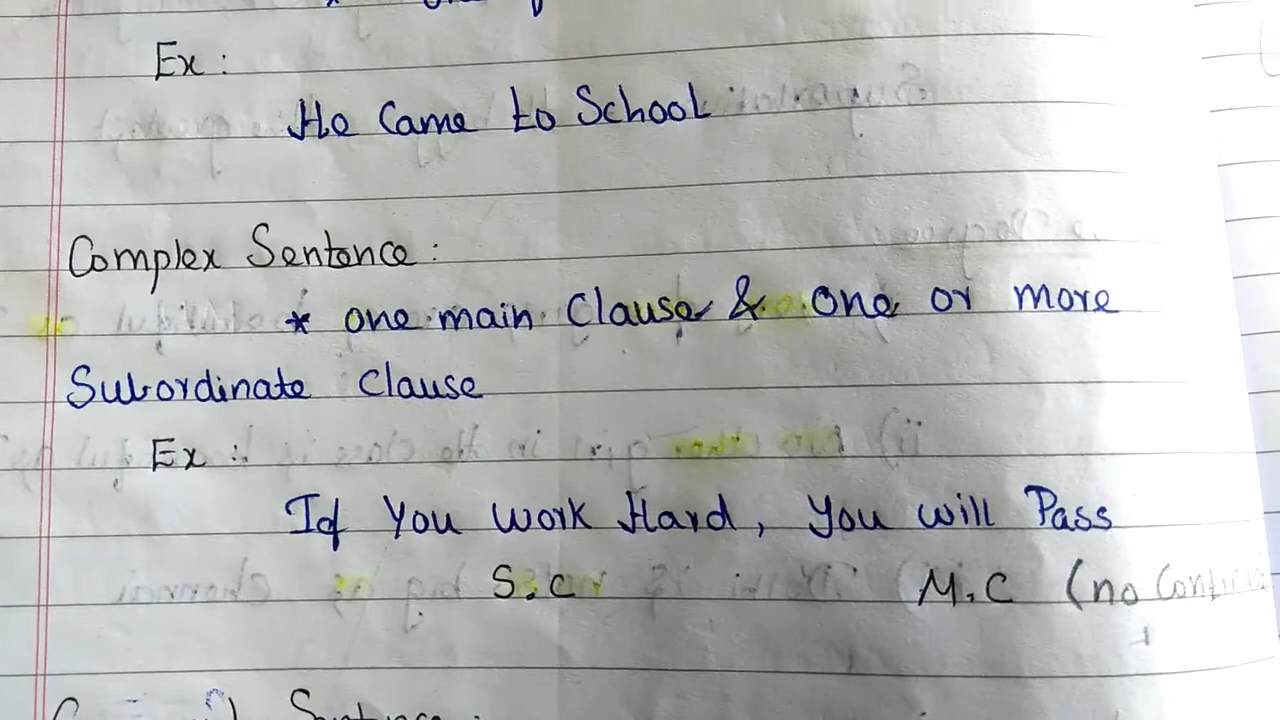 Ex :
He Came to School
Complex Sentence :
* one main Clause & one or more
Subordinate Clause
Ex :
If You Work Hard, You will Pass
S.C M.C (no
Sentence :